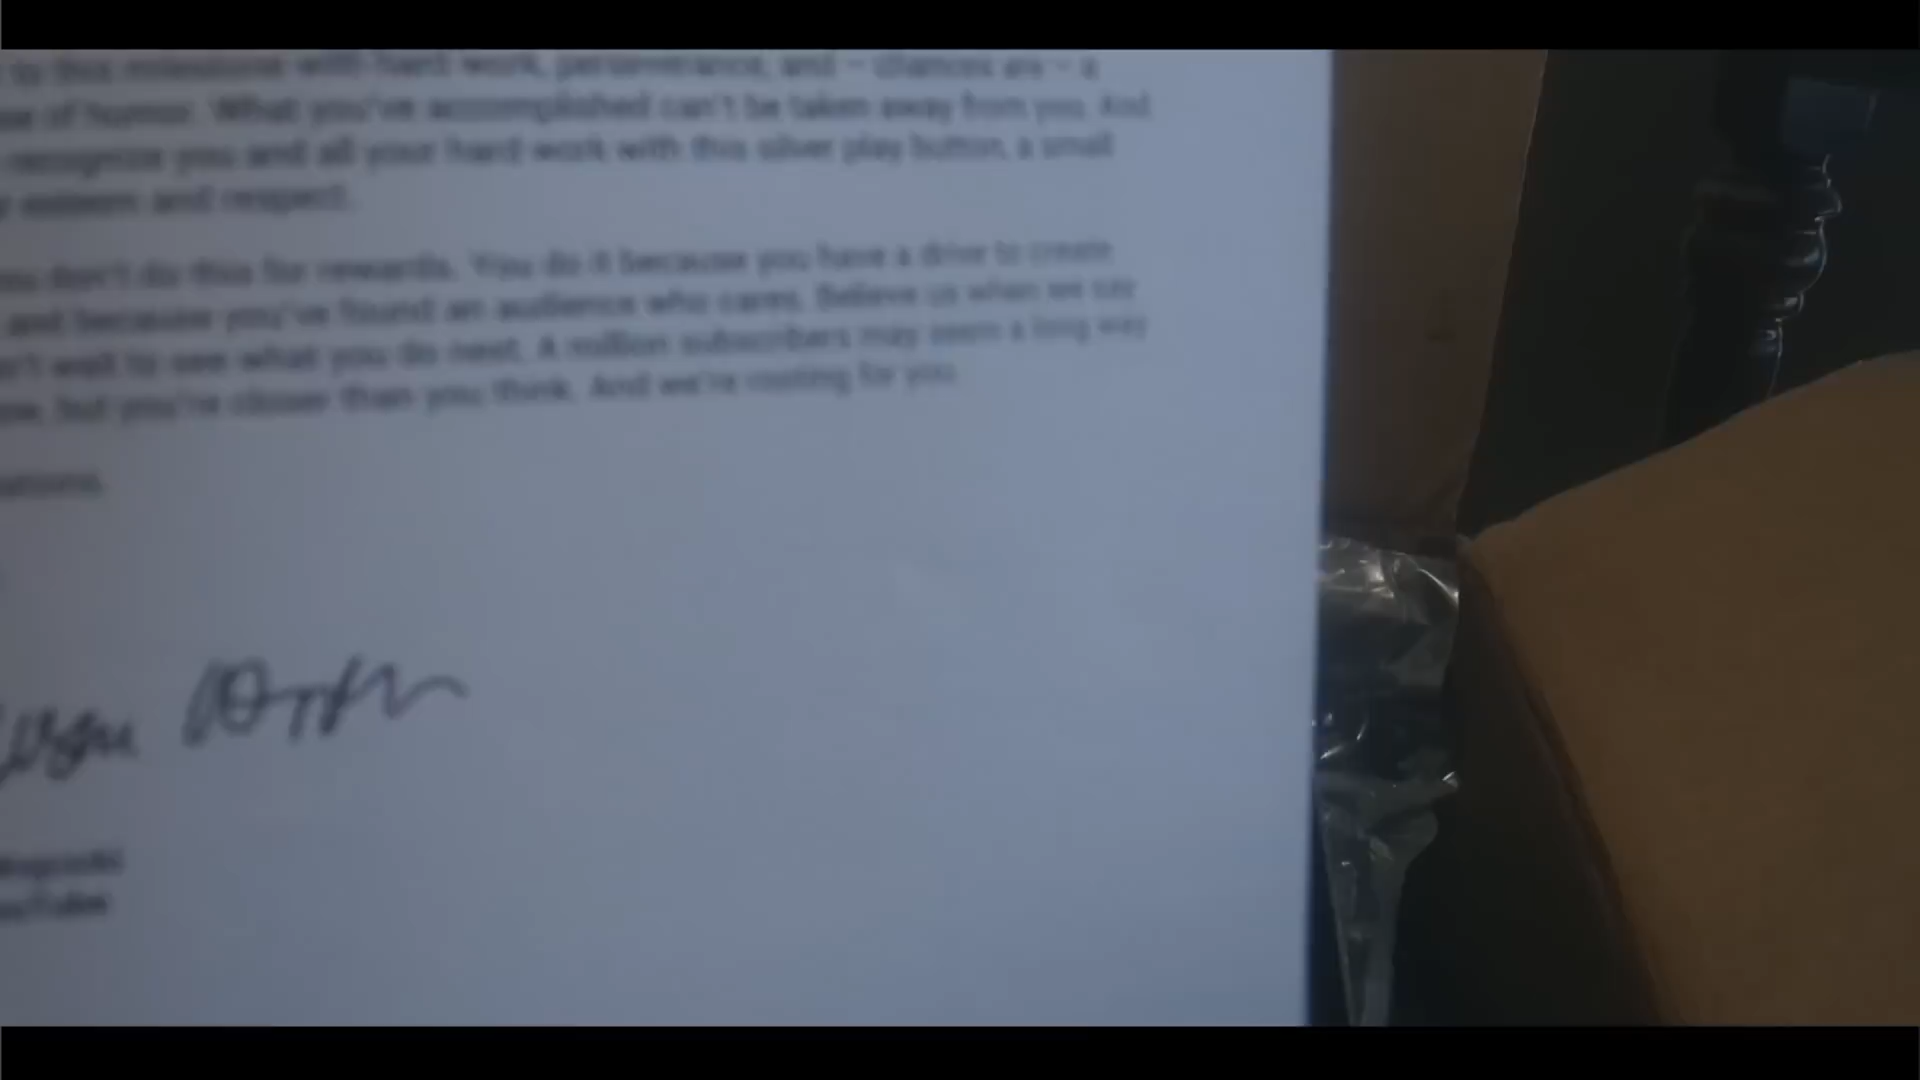 to this milestone with hard work, perseverance, and – chances are – a
of humor. What you've accomplished can't be taken away from you. And
recognize you and all your hard work with this silver play button, a small
esteem and respect.
don't do this for rewards. You do it because you have a drive to create
and because you've found an audience who cares. Believe us when we say
wait to see what you do next. A million subscribers may seem a long way
but you're closer than you think. And we're rooting for you.